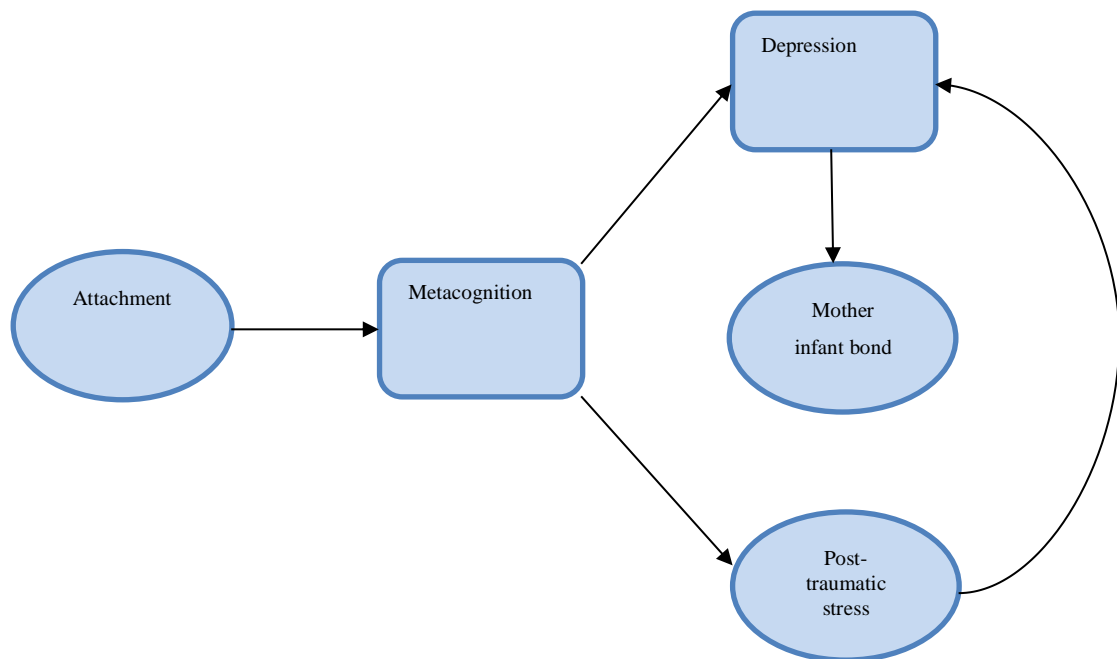 Depression
Attachment
Metacognition
Mother
infant bond
Post-
traumatic
stress